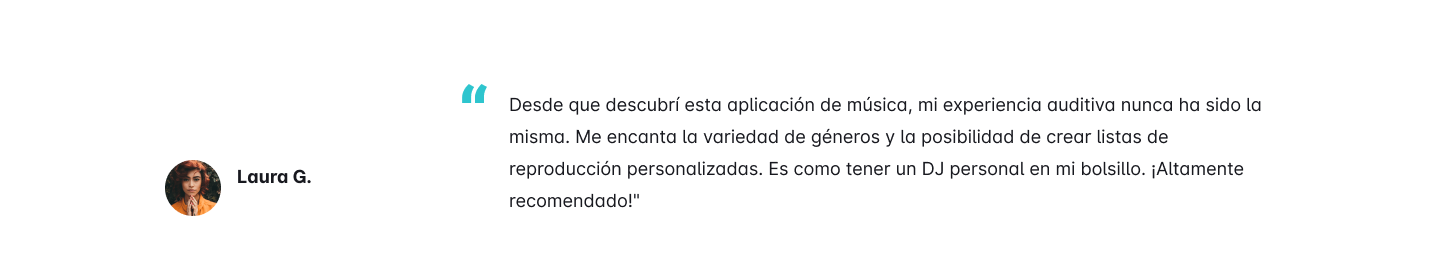 “
Desde que descubrí esta aplicación de música, mi experiencia auditiva nunca ha sido la
misma. Me encanta la variedad de géneros y la posibilidad de crear listas de
reproducción personalizadas. Es como tener un DJ personal en mi bolsillo. ¡Altamente
recomendado!"
Laura G.